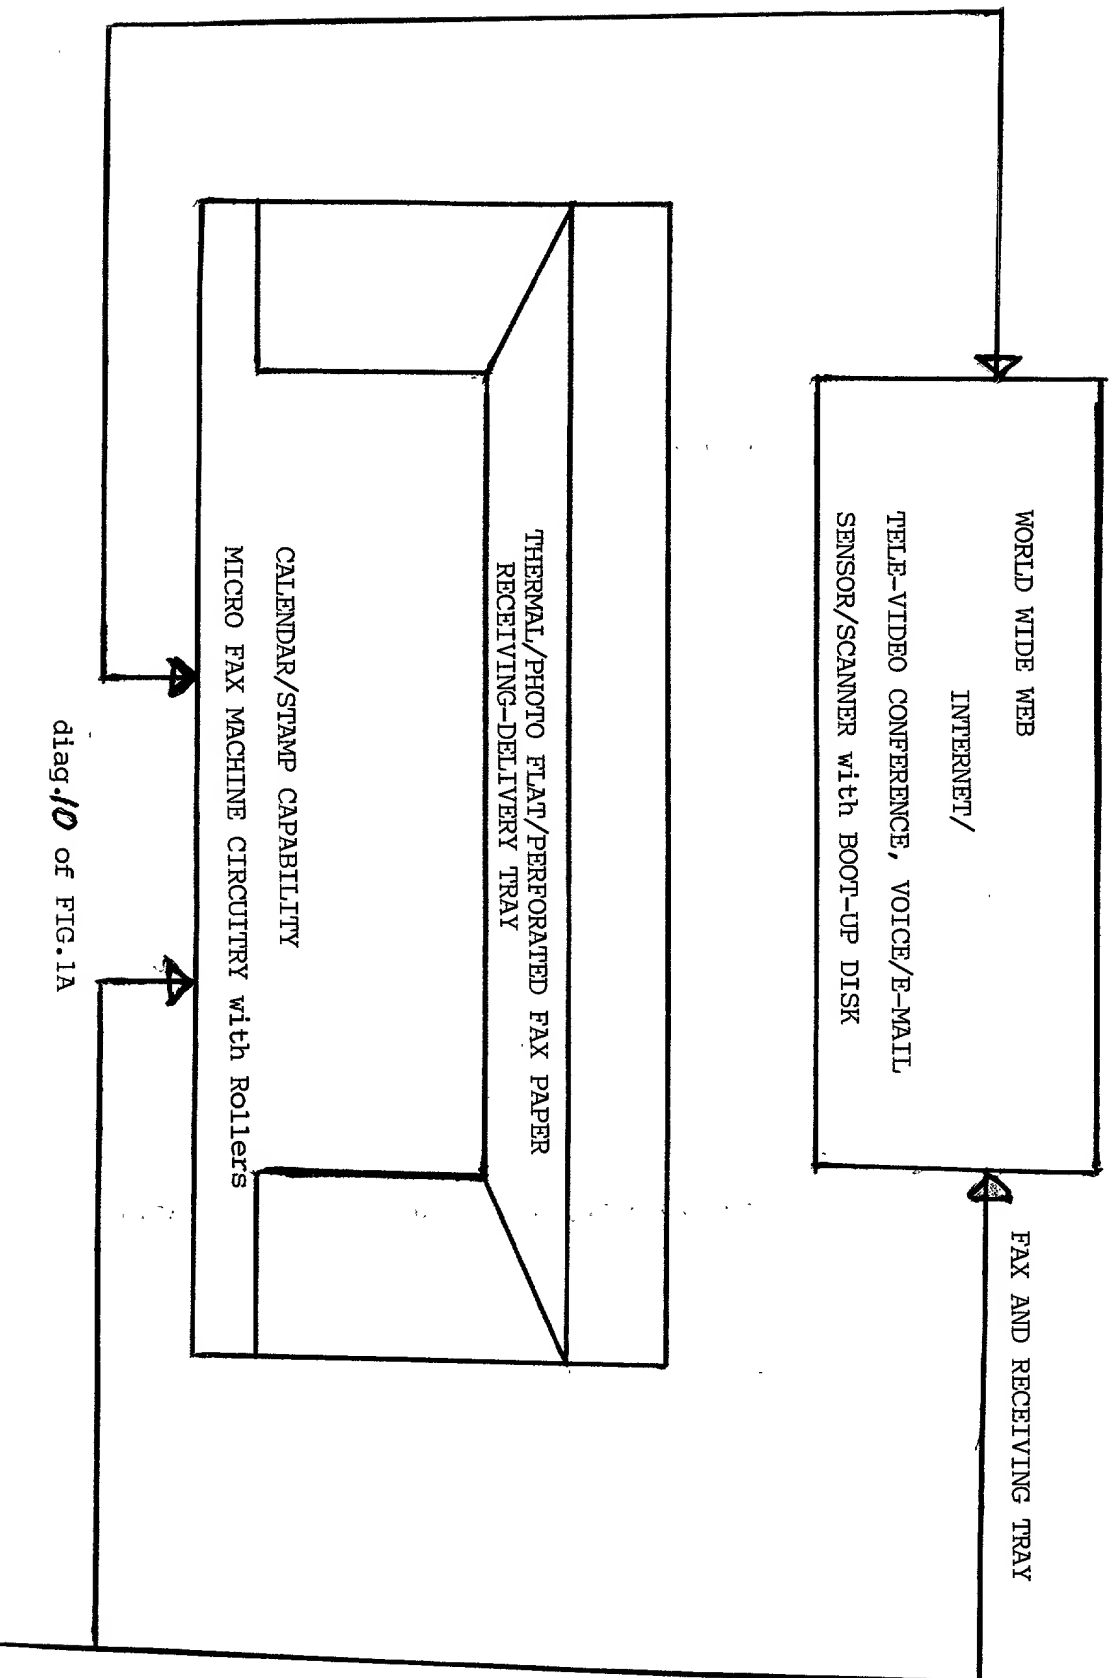 FAX AND RECEIVING TRAY
WORLD WIDE WEB
INTERNET/
TELE-VIDEO CONFERENCE, VOICE/E-MAIL
SENSOR/SCANNER with BOOT-UP DISK
THERMAL/PHOTO FLAT/PERFORATED FAX PAPER
RECEIVING-DELIVERY TRAY
CALENDAR/STAMP CAPABILITY
MICRO FAX MACHINE CIRCUITRY with Rollers
diag.10 of FIG.1A